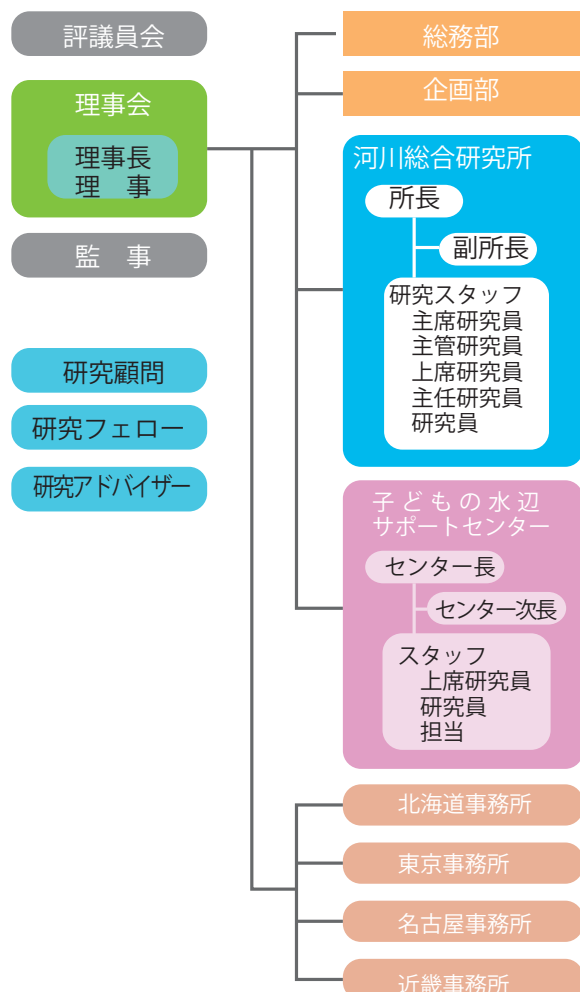 評議員会
理事会
理事長
理　事
監　事
研究顧問
研究フェロー
研究アドバイザー
総務部
企画部
河川総合研究所
所長
副所長
研究スタッフ
主席研究員
主管研究員
上席研究員
主任研究員
研究員
子どもの水辺
サポートセンター
センター長
センター次長
スタッフ
上席研究員
研究員
担当
北海道事務所
東京事務所
名古屋事務所
近畿事務所